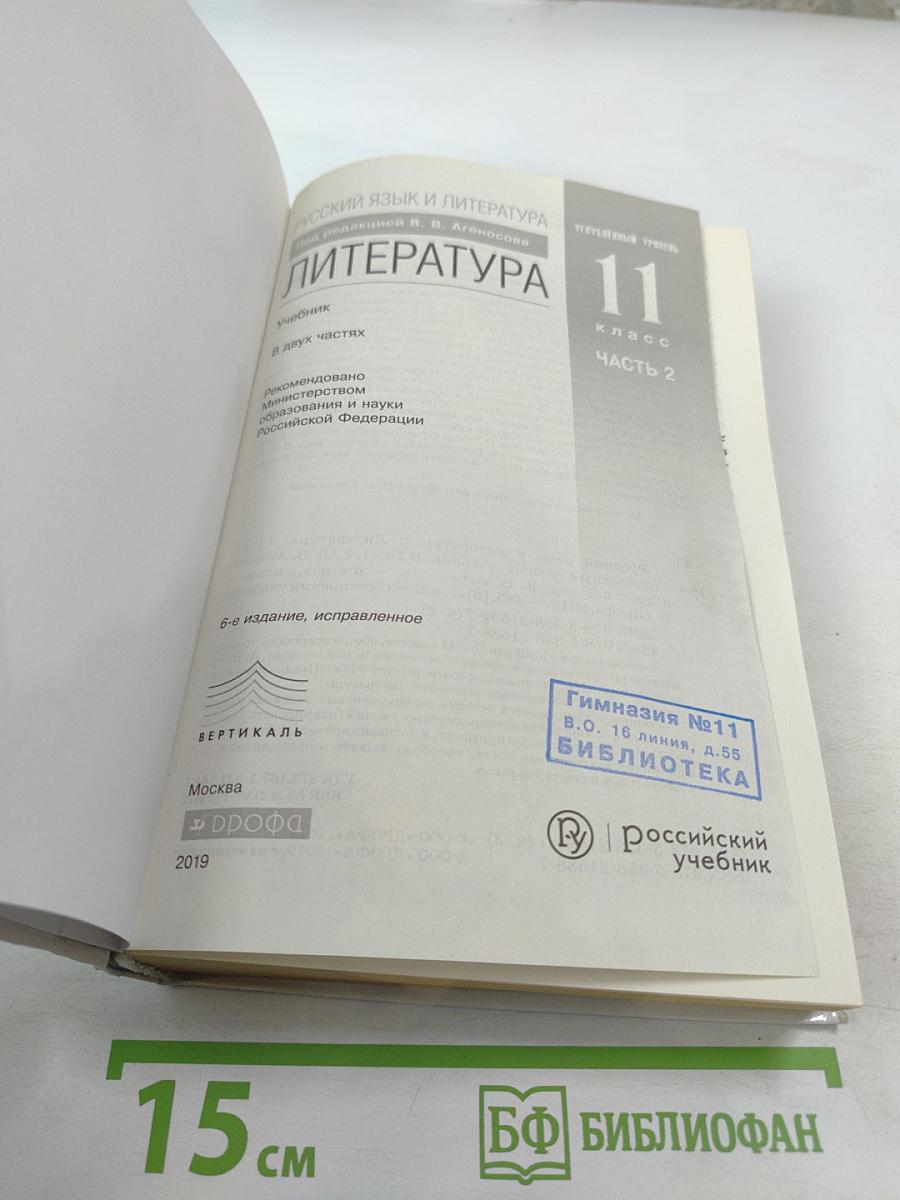 РУССКИЙ ЯЗЫК И ЛИТЕРАТУРА
Под редакцией В. В. Агеносова
ЛИТЕРАТУРА
УГЛУБЛЁННЫЙ УРОВЕНЬ
11
класс
ЧАСТЬ 2
Учебник
В двух частях
Рекомендовано
Министерством
образования и науки
Российской Федерации
6-е издание, исправленное
ВЕРТИКАЛЬ
Гимназия №11
В.О. 16 линия, д.55
БИБЛИОТЕКА
Москва
дрофа
2019
РУ
российский
учебник
15 см
БФ БИБЛИОФАН